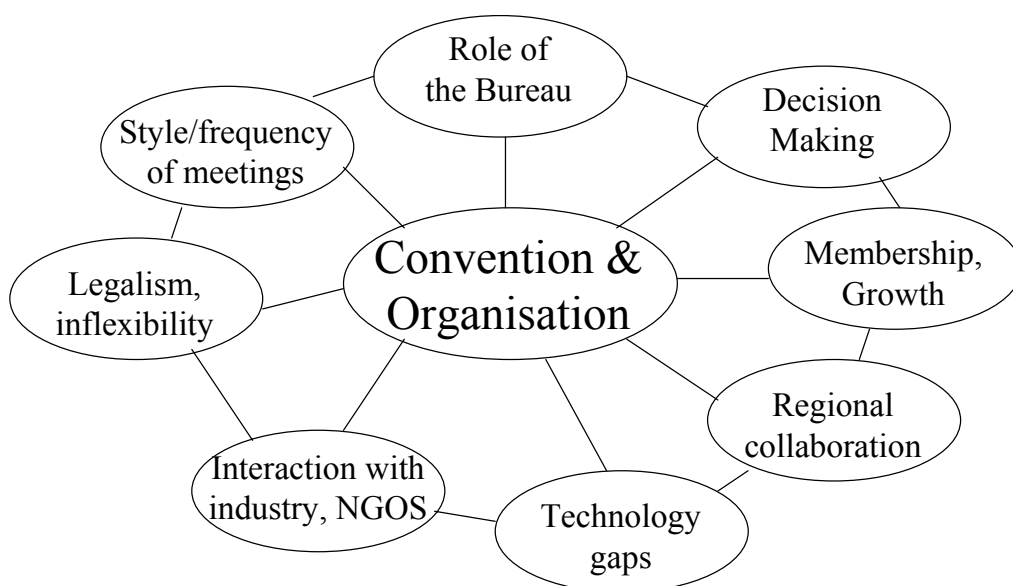 Role of
the Bureau
Decision
Making
Style/frequency
of meetings
Convention &
Organisation
Membership,
Growth
Legalism,
inflexibility
Regional
collaboration
Interaction with
industry, NGOS
Technology
gaps